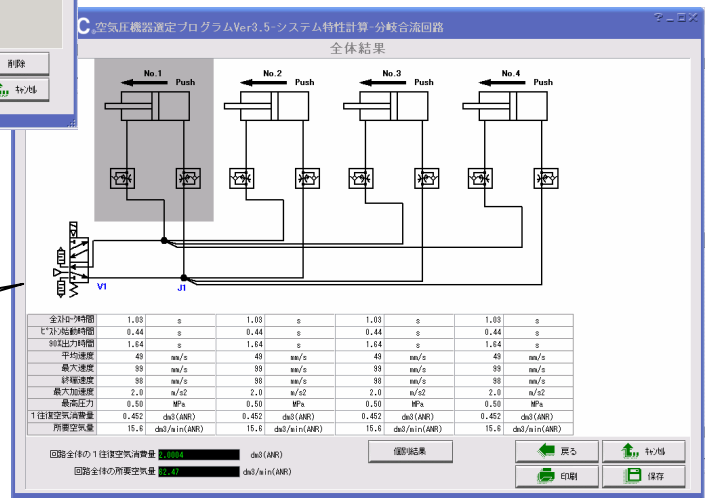 C.空気圧機器選定プログラムVer3.5-システム特性計算-分岐合流回路
全体結果
削除
キャンセル
No.1 Push
No.2 Push
No.3 Push
No.4 Push
V1
J1
全ストローク時間 1.03 s 1.03 s 1.03 s 1.03 s
ピストン始動時間 0.44 s 0.44 s 0.44 s 0.44 s
90%出力時間 1.64 s 1.64 s 1.64 s 1.64 s
平均速度 49 mm/s 49 mm/s 49 mm/s 49 mm/s
最大速度 99 mm/s 99 mm/s 99 mm/s 99 mm/s
終端速度 98 mm/s 98 mm/s 98 mm/s 98 mm/s
最大加速度 2.0 m/s2 2.0 m/s2 2.0 m/s2 2.0 m/s2
最高圧力 0.50 MPa 0.50 MPa 0.50 MPa 0.50 MPa
1往復空気消費量 0.452 dm3(ANR) 0.452 dm3(ANR) 0.452 dm3(ANR) 0.452 dm3(ANR)
所要空気量 15.6 dm3/min(ANR) 15.6 dm3/min(ANR) 15.6 dm3/min(ANR) 15.6 dm3/min(ANR)
回路全体の1往復空気消費量 2.0004 dm3(ANR)
回路全体の所要空気量 62.47 dm3/min(ANR)
個別結果
戻る
キャンセル
印刷
保存